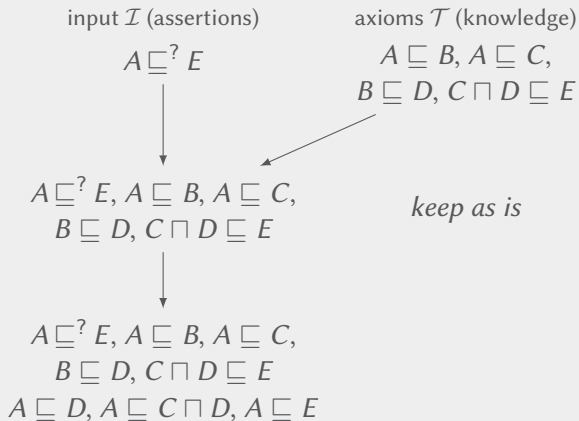 input 𝓘 (assertions)
axioms 𝒯 (knowledge)
A ⊑? E
A ⊑ B, A ⊑ C,
B ⊑ D, C ⊓ D ⊑ E
A ⊑? E, A ⊑ B, A ⊑ C,
B ⊑ D, C ⊓ D ⊑ E
keep as is
A ⊑? E, A ⊑ B, A ⊑ C,
B ⊑ D, C ⊓ D ⊑ E
A ⊑ D, A ⊑ C ⊓ D, A ⊑ E